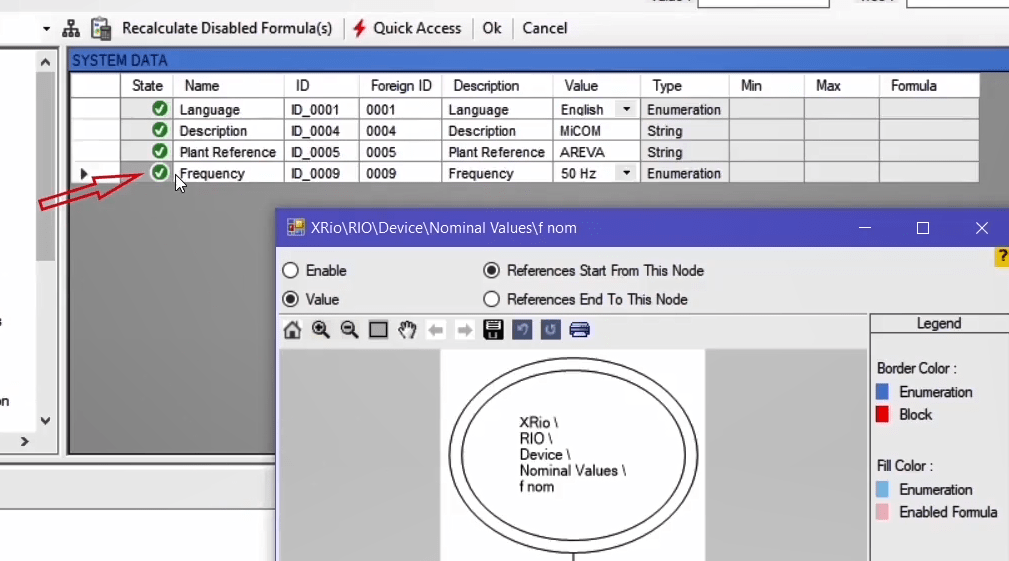 Recalculate Disabled Formula(s) Quick Access Ok Cancel
SYSTEM DATA
State Name ID Foreign ID Description Value Type Min Max Formula
Language ID_0001 0001 Language English Enumeration
Description ID_0004 0004 Description MiCOM String
Plant Reference ID_0005 0005 Plant Reference AREVA String
Frequency ID_0009 0009 Frequency 50 Hz Enumeration
XRio\RIO\Device\Nominal Values\f nom
?
Enable References Start From This Node
Value References End To This Node
Legend
Border Color :
Enumeration
Block
Fill Color :
Enumeration
Enabled Formula
XRio \
RIO \
Device \
Nominal Values \
f nom